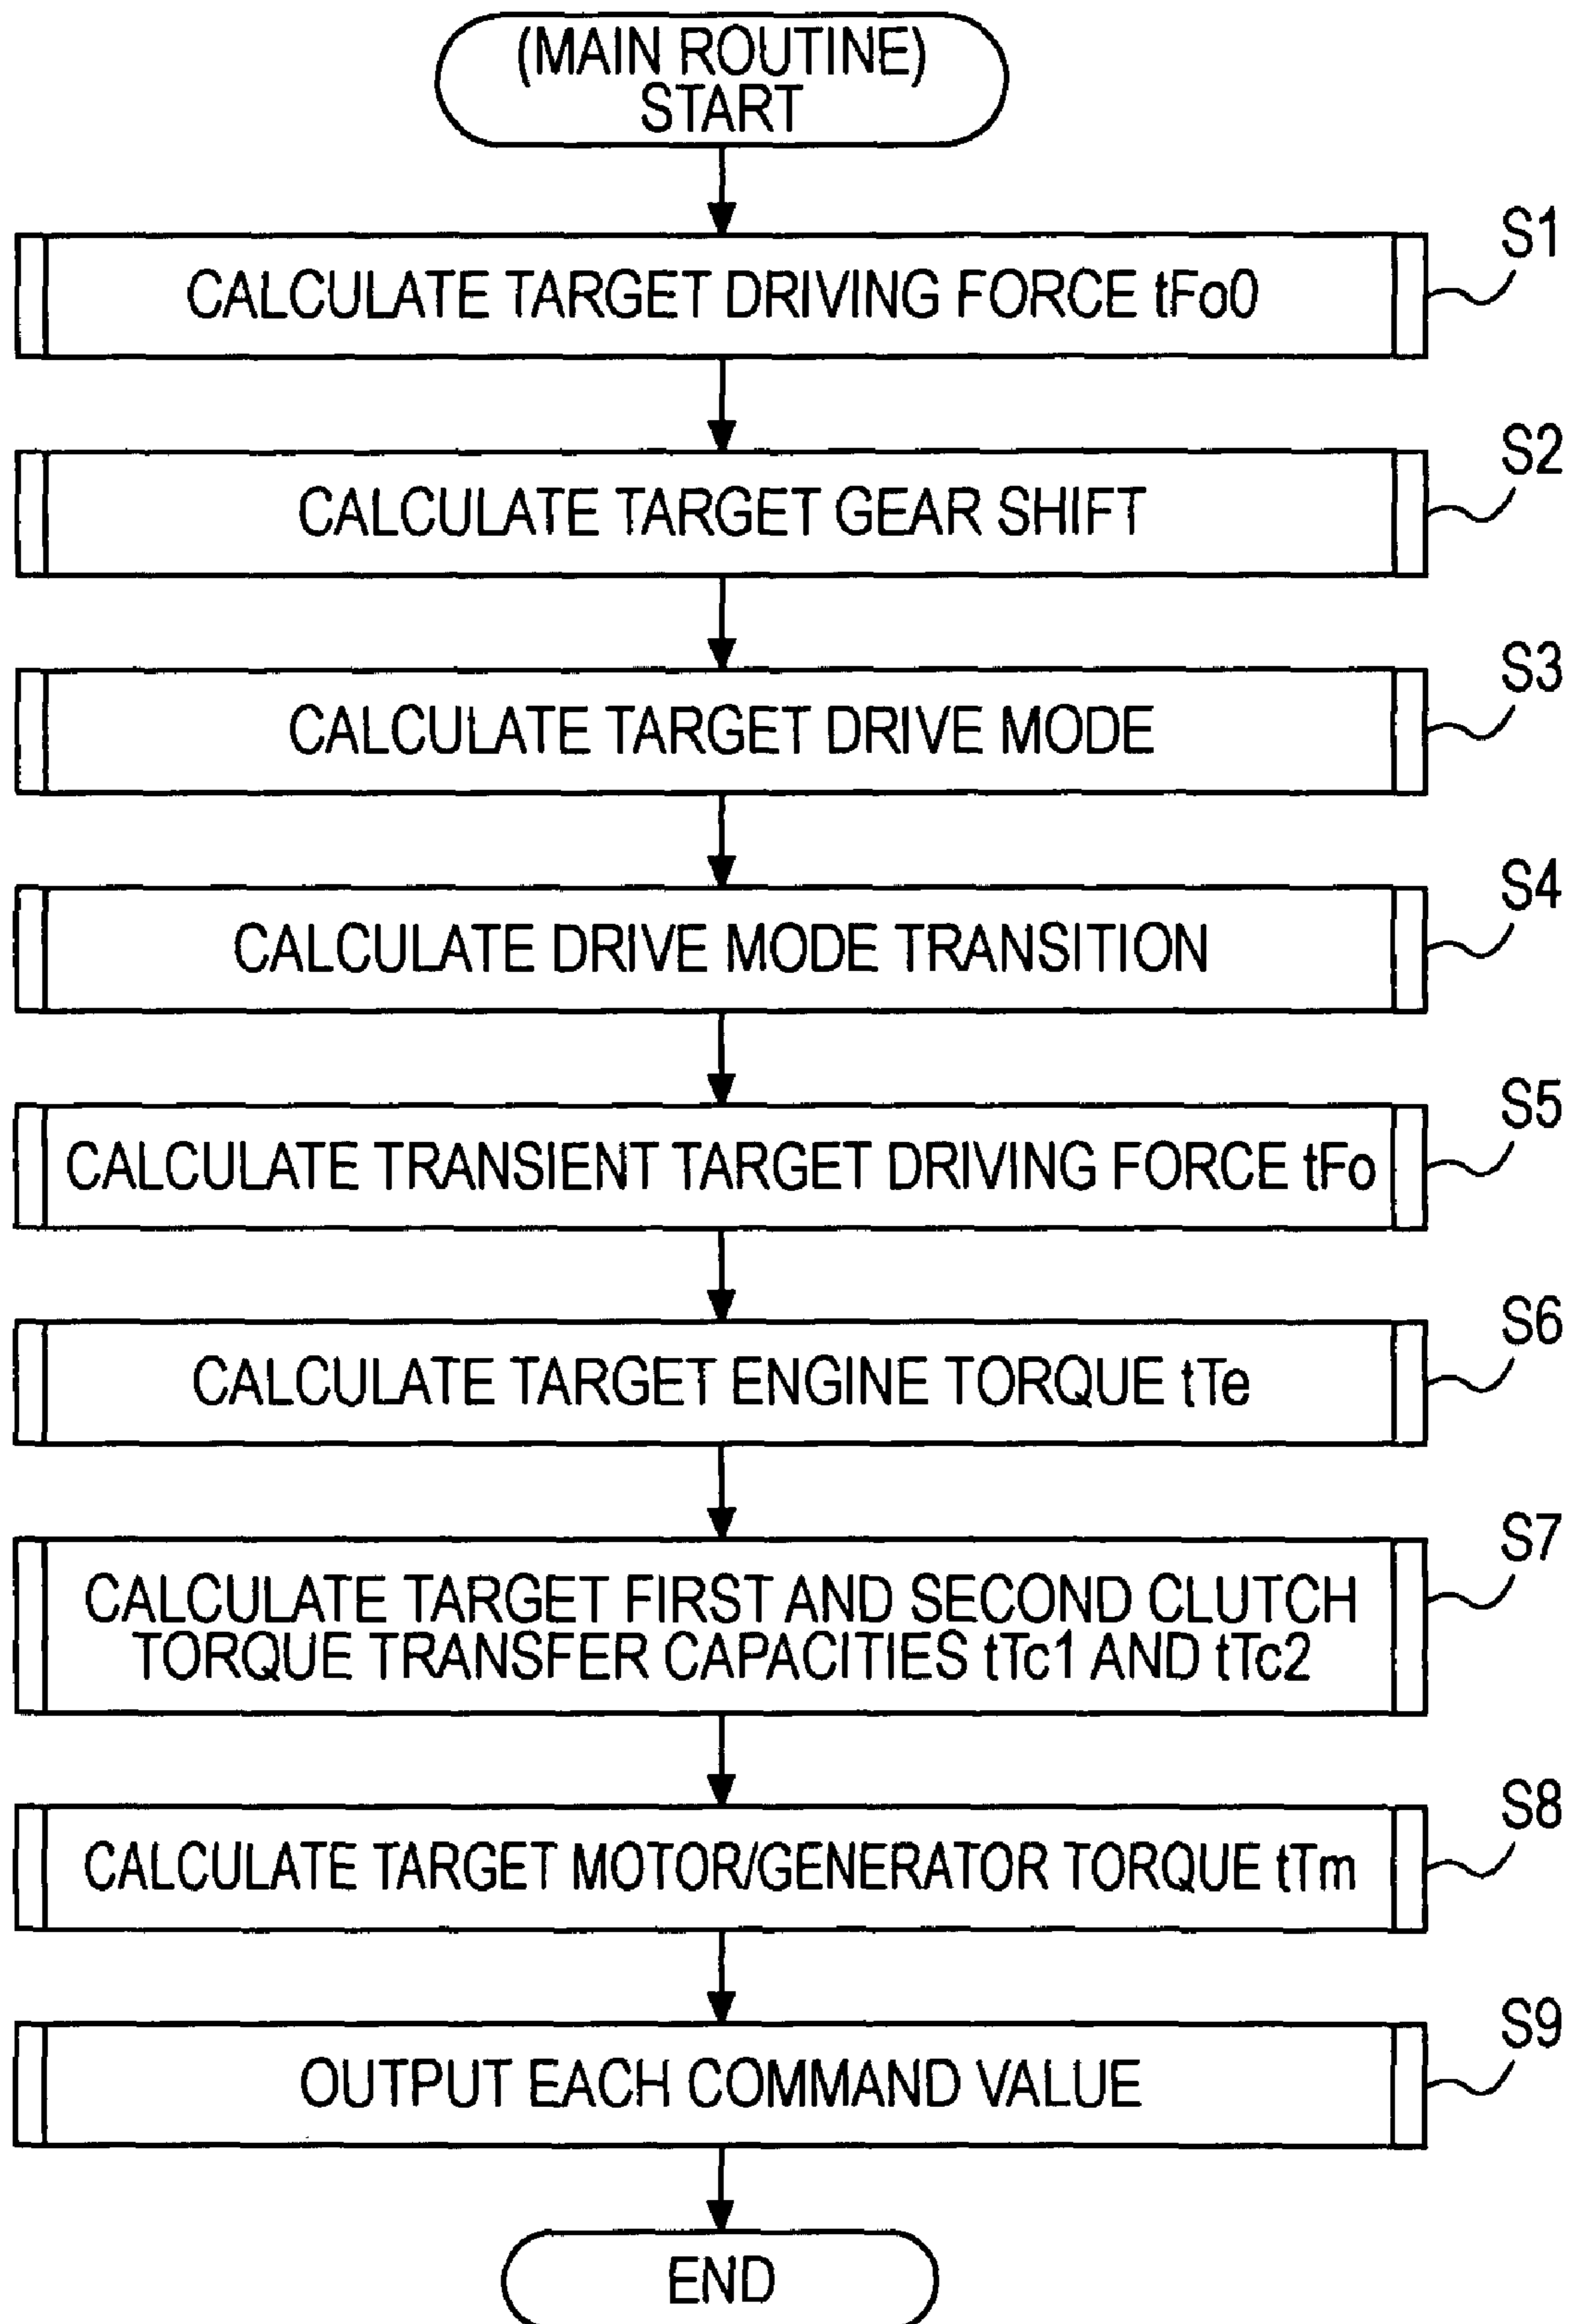 (MAIN ROUTINE)
START
S1
CALCULATE TARGET DRIVING FORCE tFo0
S2
CALCULATE TARGET GEAR SHIFT
S3
CALCULATE TARGET DRIVE MODE
S4
CALCULATE DRIVE MODE TRANSITION
S5
CALCULATE TRANSIENT TARGET DRIVING FORCE tFo
S6
CALCULATE TARGET ENGINE TORQUE tTe
S7
CALCULATE TARGET FIRST AND SECOND CLUTCH
TORQUE TRANSFER CAPACITIES tTc1 AND tTc2
S8
CALCULATE TARGET MOTOR/GENERATOR TORQUE tTm
S9
OUTPUT EACH COMMAND VALUE
END